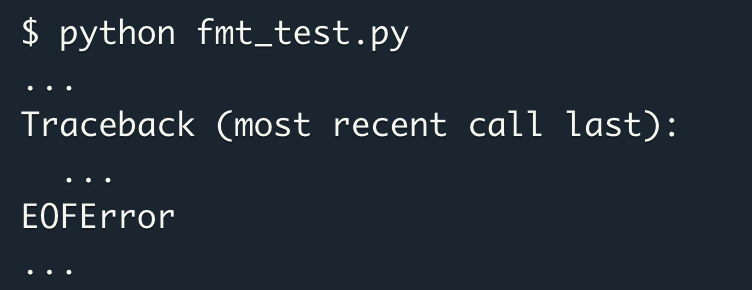 $ python fmt_test.py
...
Traceback (most recent call last):
  ...
EOFError
...